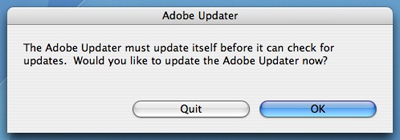 Adobe Updater
The Adobe Updater must update itself before it can check for
updates.  Would you like to update the Adobe Updater now?
Quit
OK